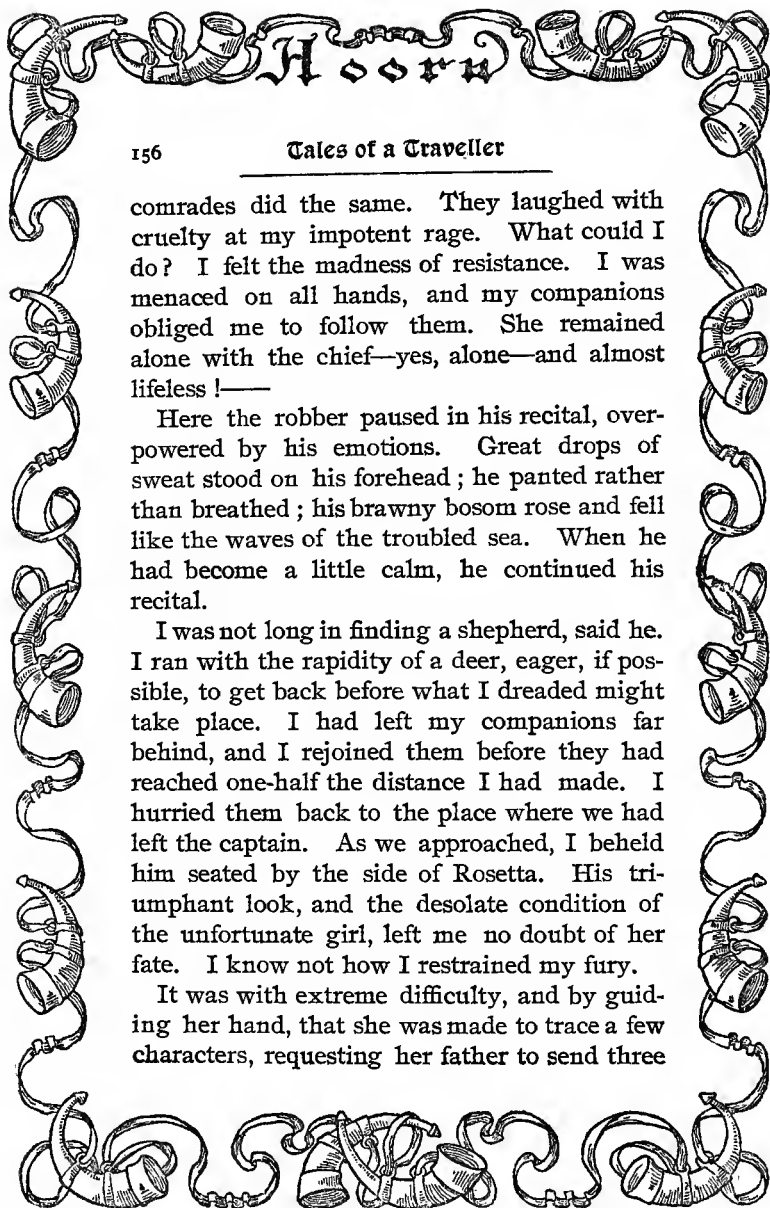 Hoorn
156 Tales of a Traveller
comrades did the same. They laughed with
cruelty at my impotent rage. What could I
do? I felt the madness of resistance. I was
menaced on all hands, and my companions
obliged me to follow them. She remained
alone with the chief—yes, alone—and almost
lifeless!——
Here the robber paused in his recital, over-
powered by his emotions. Great drops of
sweat stood on his forehead; he panted rather
than breathed; his brawny bosom rose and fell
like the waves of the troubled sea. When he
had become a little calm, he continued his
recital.
I was not long in finding a shepherd, said he.
I ran with the rapidity of a deer, eager, if pos-
sible, to get back before what I dreaded might
take place. I had left my companions far
behind, and I rejoined them before they had
reached one-half the distance I had made. I
hurried them back to the place where we had
left the captain. As we approached, I beheld
him seated by the side of Rosetta. His tri-
umphant look, and the desolate condition of
the unfortunate girl, left me no doubt of her
fate. I know not how I restrained my fury.
It was with extreme difficulty, and by guid-
ing her hand, that she was made to trace a few
characters, requesting her father to send three